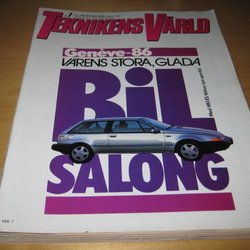 TEKNIKENS VÄRLD
Genève-86
VÅRENS STORA, GLADA
BIL
SALONG